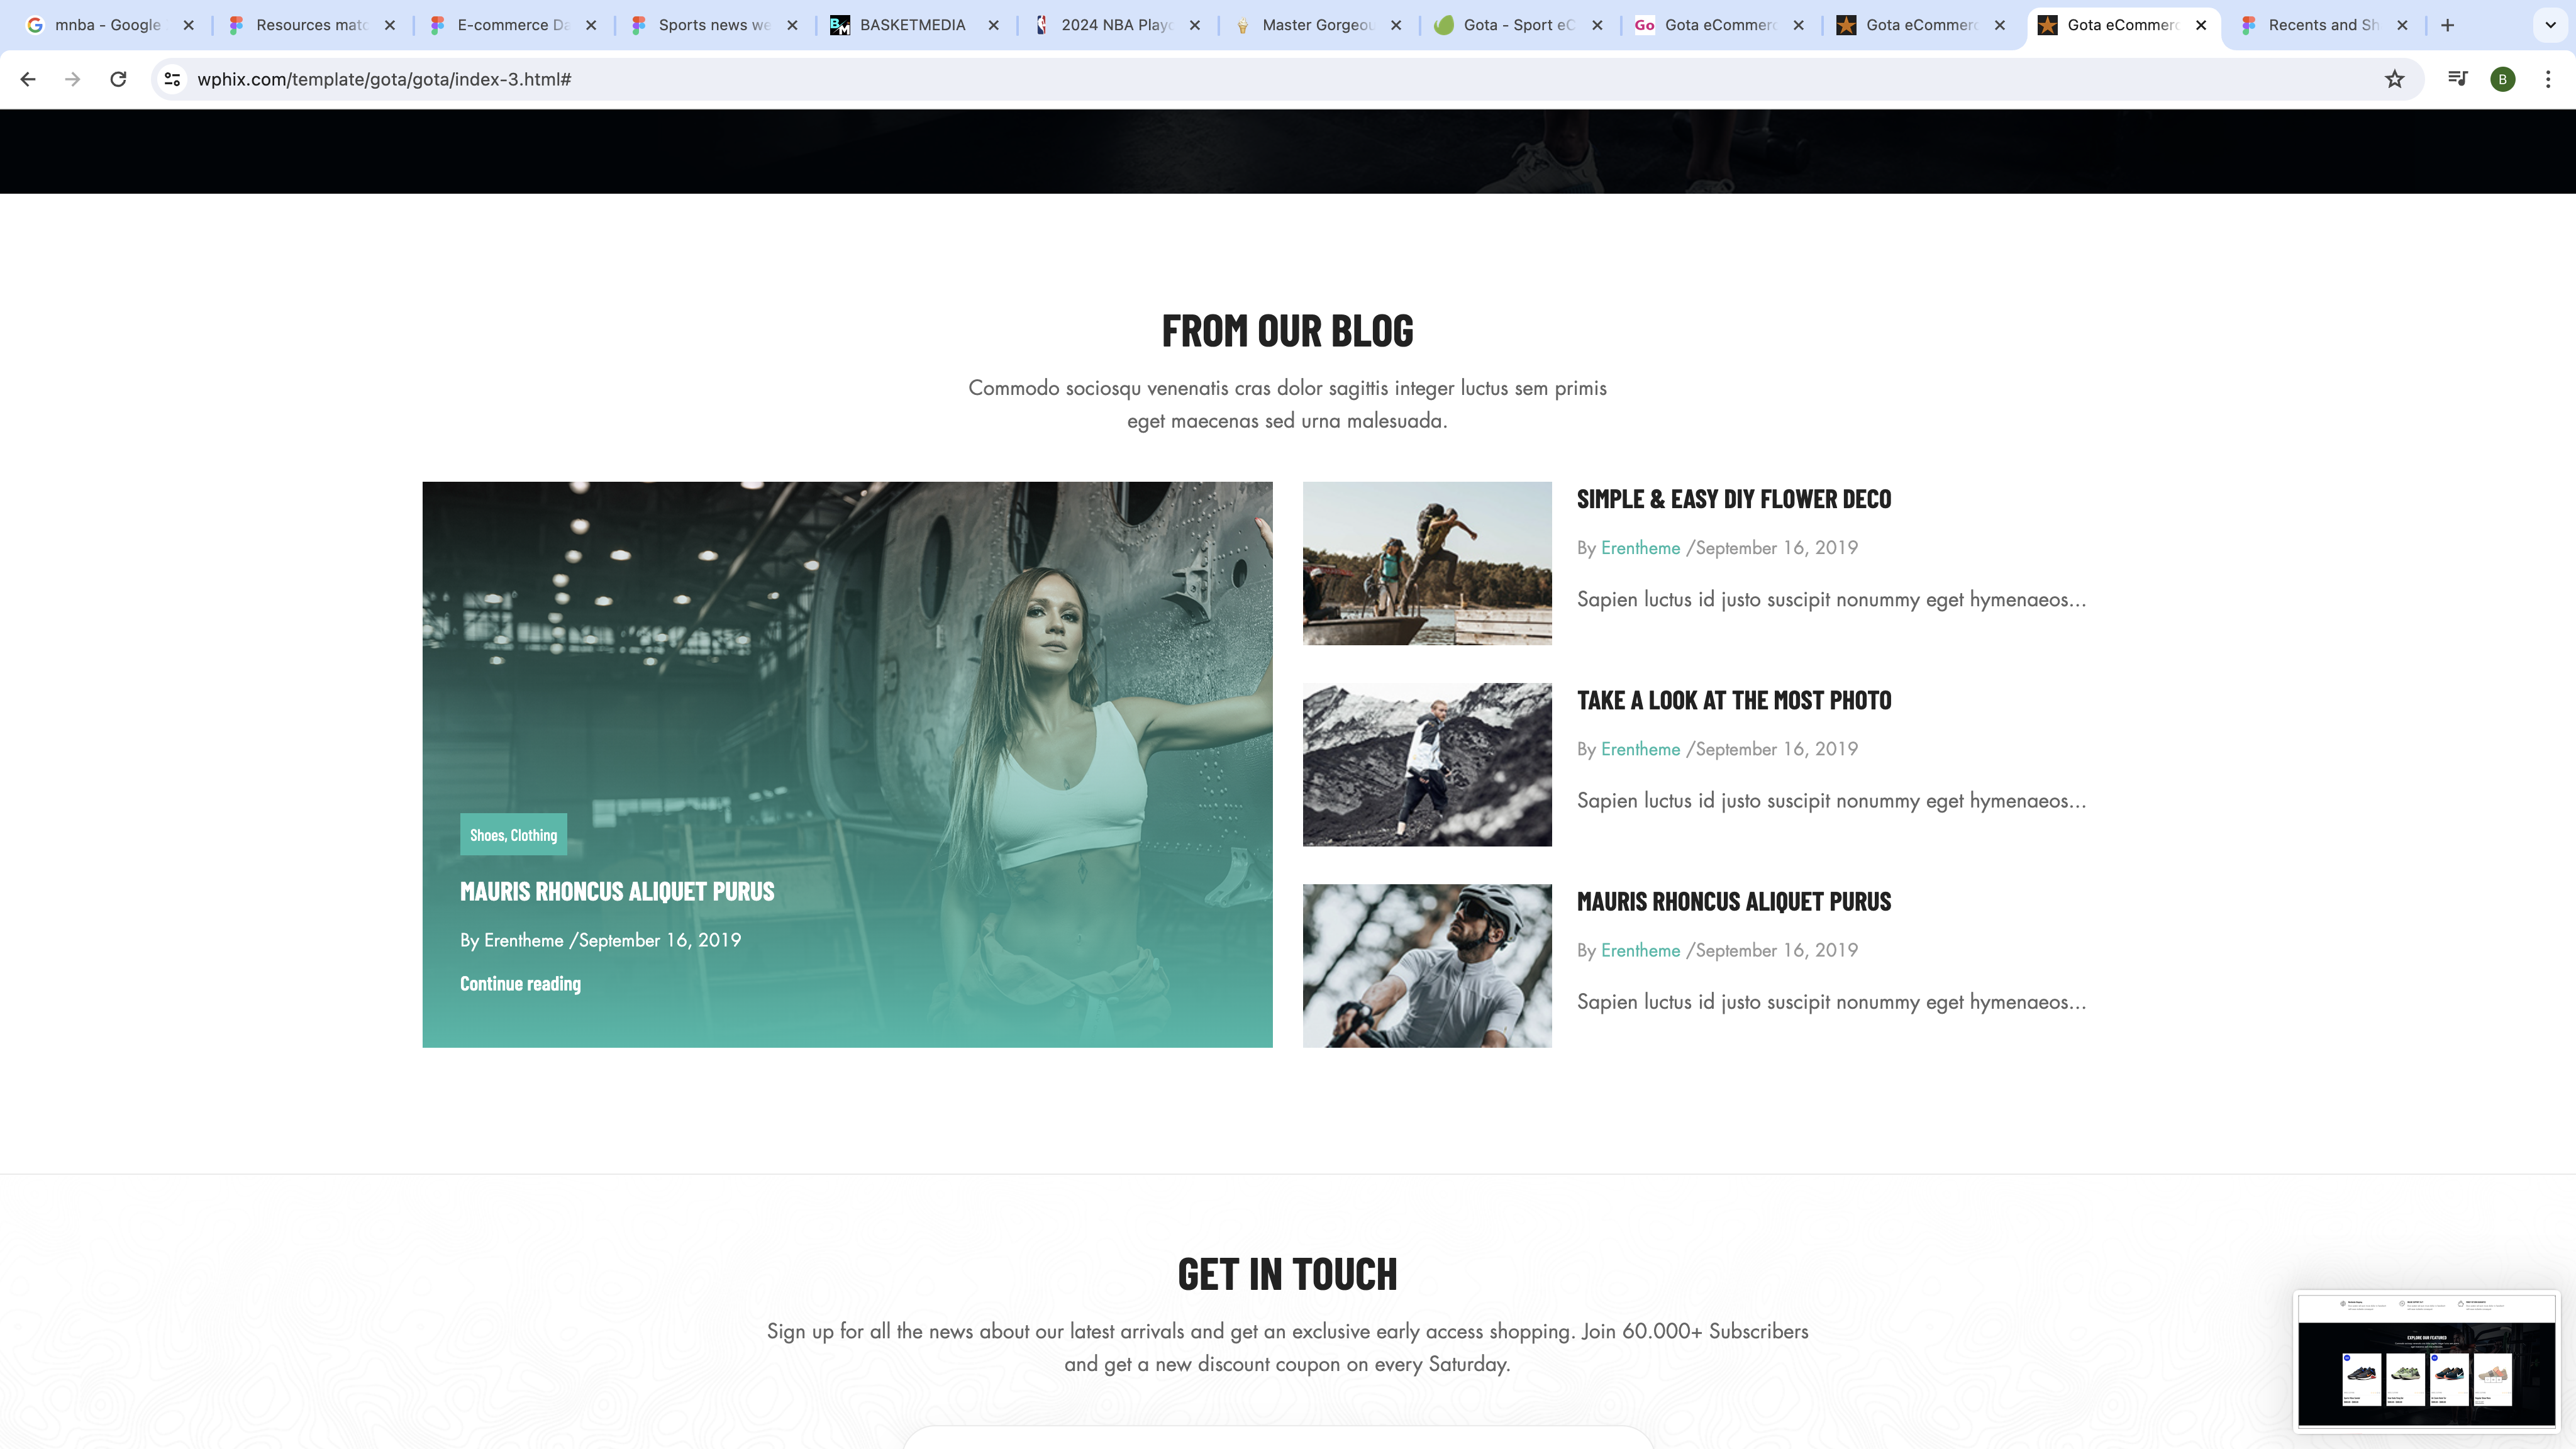 mnba - Google
Resources matc
E-commerce Da
Sports news we
BASKETMEDIA
2024 NBA Playo
Master Gorgeou
Gota - Sport eC
Go
Gota eCommerc
Gota eCommerc
Gota eCommerc
Recents and Sh
wphix.com/template/gota/gota/index-3.html#
B
FROM OUR BLOG
Commodo sociosqu venenatis cras dolor sagittis integer luctus sem primis
eget maecenas sed urna malesuada.
Shoes, Clothing
MAURIS RHONCUS ALIQUET PURUS
By Erentheme /September 16, 2019
Continue reading
SIMPLE & EASY DIY FLOWER DECO
By Erentheme /September 16, 2019
Sapien luctus id justo suscipit nonummy eget hymenaeos...
TAKE A LOOK AT THE MOST PHOTO
By Erentheme /September 16, 2019
Sapien luctus id justo suscipit nonummy eget hymenaeos...
MAURIS RHONCUS ALIQUET PURUS
By Erentheme /September 16, 2019
Sapien luctus id justo suscipit nonummy eget hymenaeos...
GET IN TOUCH
Sign up for all the news about our latest arrivals and get an exclusive early access shopping. Join 60.000+ Subscribers
and get a new discount coupon on every Saturday.
EXPLORE OUR FEATURED